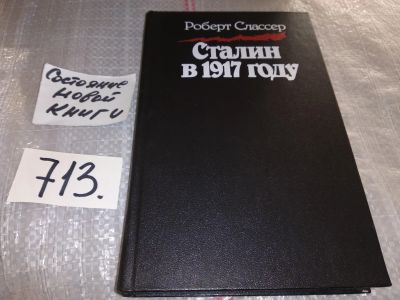 Роберт Слассер
Сталин
в 1917 году
Состояние
новой
книги
713.